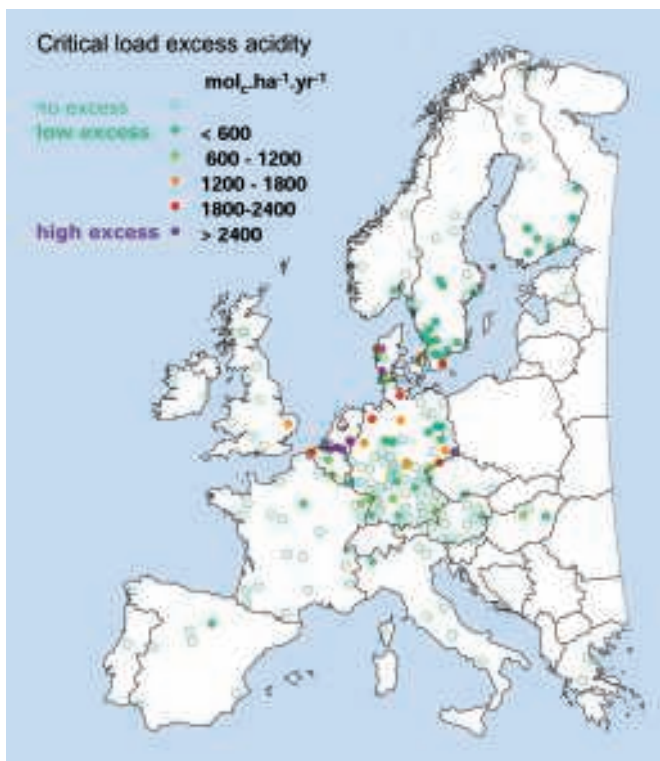 Critical load excess acidity
mol_c.ha⁻¹.yr⁻¹
no excess
low excess
< 600
600 - 1200
1200 - 1800
1800-2400
high excess
> 2400